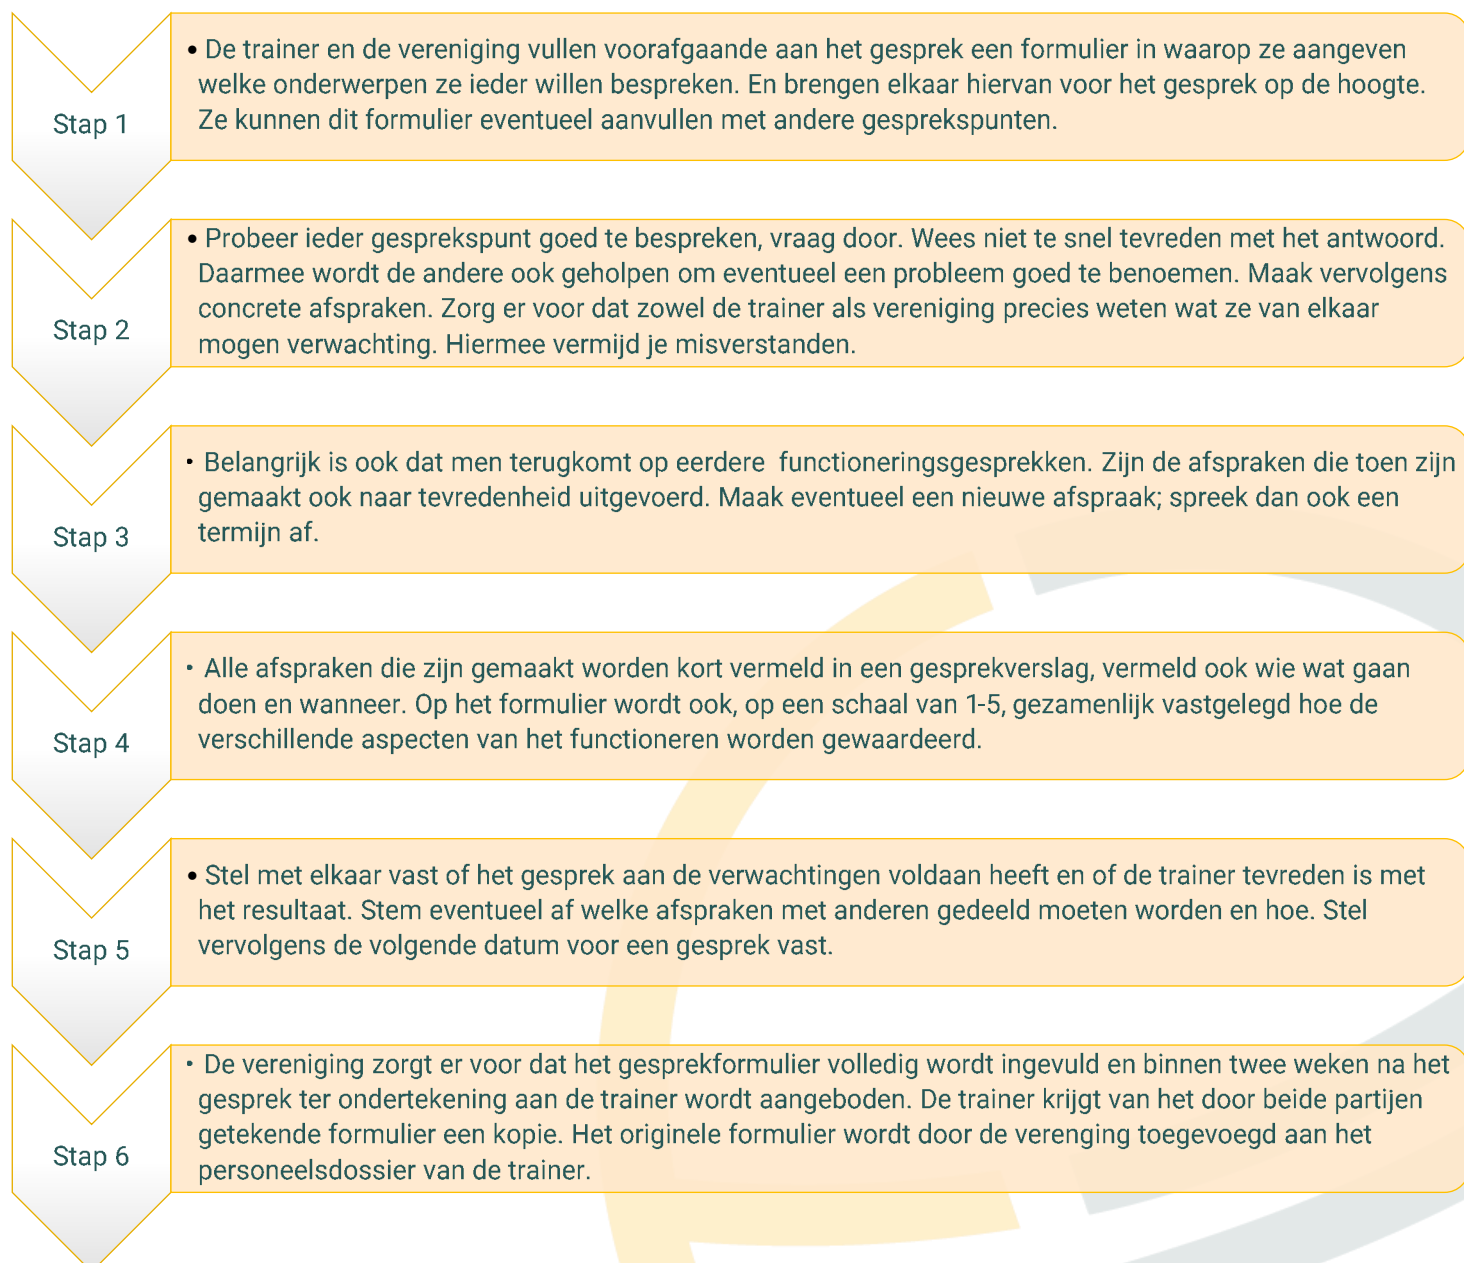 Stap 1
• De trainer en de vereniging vullen voorafgaande aan het gesprek een formulier in waarop ze aangeven
welke onderwerpen ze ieder willen bespreken. En brengen elkaar hiervan voor het gesprek op de hoogte.
Ze kunnen dit formulier eventueel aanvullen met andere gesprekspunten.
Stap 2
• Probeer ieder gesprekspunt goed te bespreken, vraag door. Wees niet te snel tevreden met het antwoord.
Daarmee wordt de andere ook geholpen om eventueel een probleem goed te benoemen. Maak vervolgens
concrete afspraken. Zorg er voor dat zowel de trainer als vereniging precies weten wat ze van elkaar
mogen verwachting. Hiermee vermijd je misverstanden.
Stap 3
• Belangrijk is ook dat men terugkomt op eerdere  functioneringsgesprekken. Zijn de afspraken die toen zijn
gemaakt ook naar tevredenheid uitgevoerd. Maak eventueel een nieuwe afspraak; spreek dan ook een
termijn af.
Stap 4
• Alle afspraken die zijn gemaakt worden kort vermeld in een gesprekverslag, vermeld ook wie wat gaan
doen en wanneer. Op het formulier wordt ook, op een schaal van 1-5, gezamenlijk vastgelegd hoe de
verschillende aspecten van het functioneren worden gewaardeerd.
Stap 5
• Stel met elkaar vast of het gesprek aan de verwachtingen voldaan heeft en of de trainer tevreden is met
het resultaat. Stem eventueel af welke afspraken met anderen gedeeld moeten worden en hoe. Stel
vervolgens de volgende datum voor een gesprek vast.
Stap 6
• De vereniging zorgt er voor dat het gesprekformulier volledig wordt ingevuld en binnen twee weken na het
gesprek ter ondertekening aan de trainer wordt aangeboden. De trainer krijgt van het door beide partijen
getekende formulier een kopie. Het originele formulier wordt door de verenging toegevoegd aan het
personeelsdossier van de trainer.